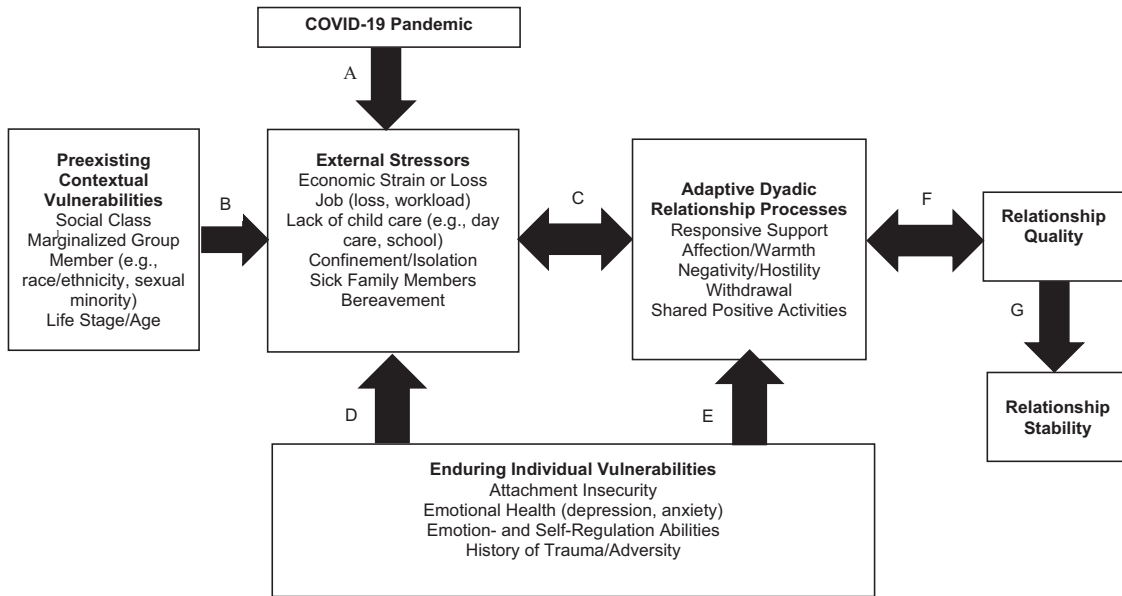 COVID-19 Pandemic
A
Preexisting
Contextual
Vulnerabilities
Social Class
Marginalized Group
Member (e.g.,
race/ethnicity, sexual
minority)
Life Stage/Age
B
External Stressors
Economic Strain or Loss
Job (loss, workload)
Lack of child care (e.g., day
care, school)
Confinement/Isolation
Sick Family Members
Bereavement
C
Adaptive Dyadic
Relationship Processes
Responsive Support
Affection/Warmth
Negativity/Hostility
Withdrawal
Shared Positive Activities
F
Relationship
Quality
G
Relationship
Stability
D
E
Enduring Individual Vulnerabilities
Attachment Insecurity
Emotional Health (depression, anxiety)
Emotion- and Self-Regulation Abilities
History of Trauma/Adversity